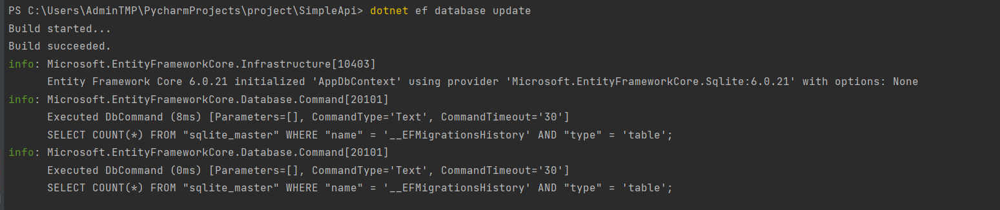 PS C:\Users\AdminTMP\PycharmProjects\project\SimpleApi> dotnet ef database update
Build started...
Build succeeded.
info: Microsoft.EntityFrameworkCore.Infrastructure[10403]
Entity Framework Core 6.0.21 initialized 'AppDbContext' using provider 'Microsoft.EntityFrameworkCore.Sqlite:6.0.21' with options: None
info: Microsoft.EntityFrameworkCore.Database.Command[20101]
Executed DbCommand (8ms) [Parameters=[], CommandType='Text', CommandTimeout='30']
SELECT COUNT(*) FROM "sqlite_master" WHERE "name" = '__EFMigrationsHistory' AND "type" = 'table';
info: Microsoft.EntityFrameworkCore.Database.Command[20101]
Executed DbCommand (0ms) [Parameters=[], CommandType='Text', CommandTimeout='30']
SELECT COUNT(*) FROM "sqlite_master" WHERE "name" = '__EFMigrationsHistory' AND "type" = 'table';